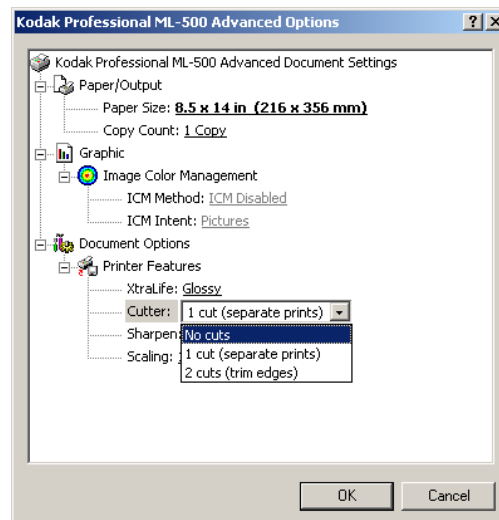 Kodak Professional ML-500 Advanced Options
Kodak Professional ML-500 Advanced Document Settings
Paper/Output
Paper Size: 8.5 x 14 in (216 x 356 mm)
Copy Count: 1 Copy
Graphic
Image Color Management
ICM Method: ICM Disabled
ICM Intent: Pictures
Document Options
Printer Features
XtraLife: Glossy
Cutter: 1 cut (separate prints)
Sharpen:
No cuts
Scaling:
1 cut (separate prints)
2 cuts (trim edges)
OK Cancel